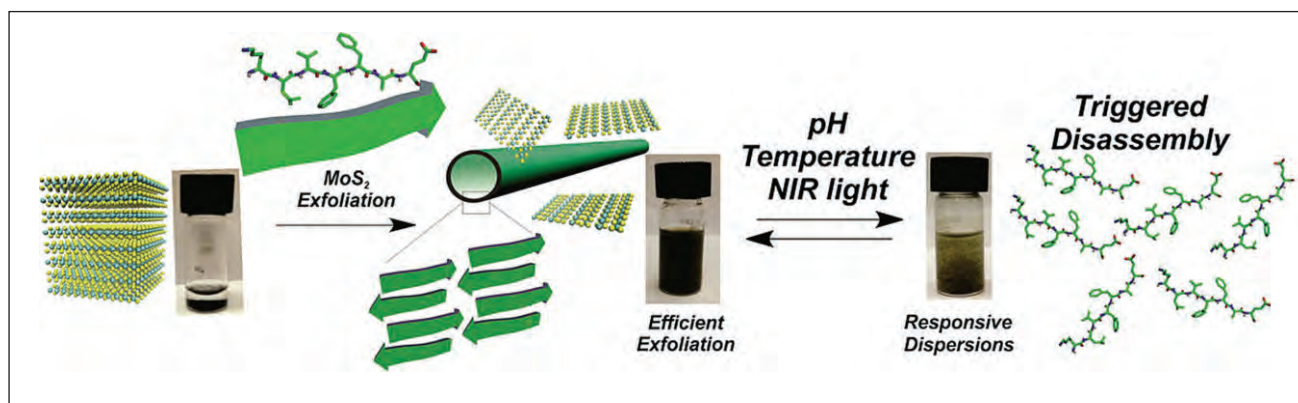 MoS₂
Exfoliation
Efficient
Exfoliation
pH
Temperature
NIR light
Responsive
Dispersions
Triggered
Disassembly